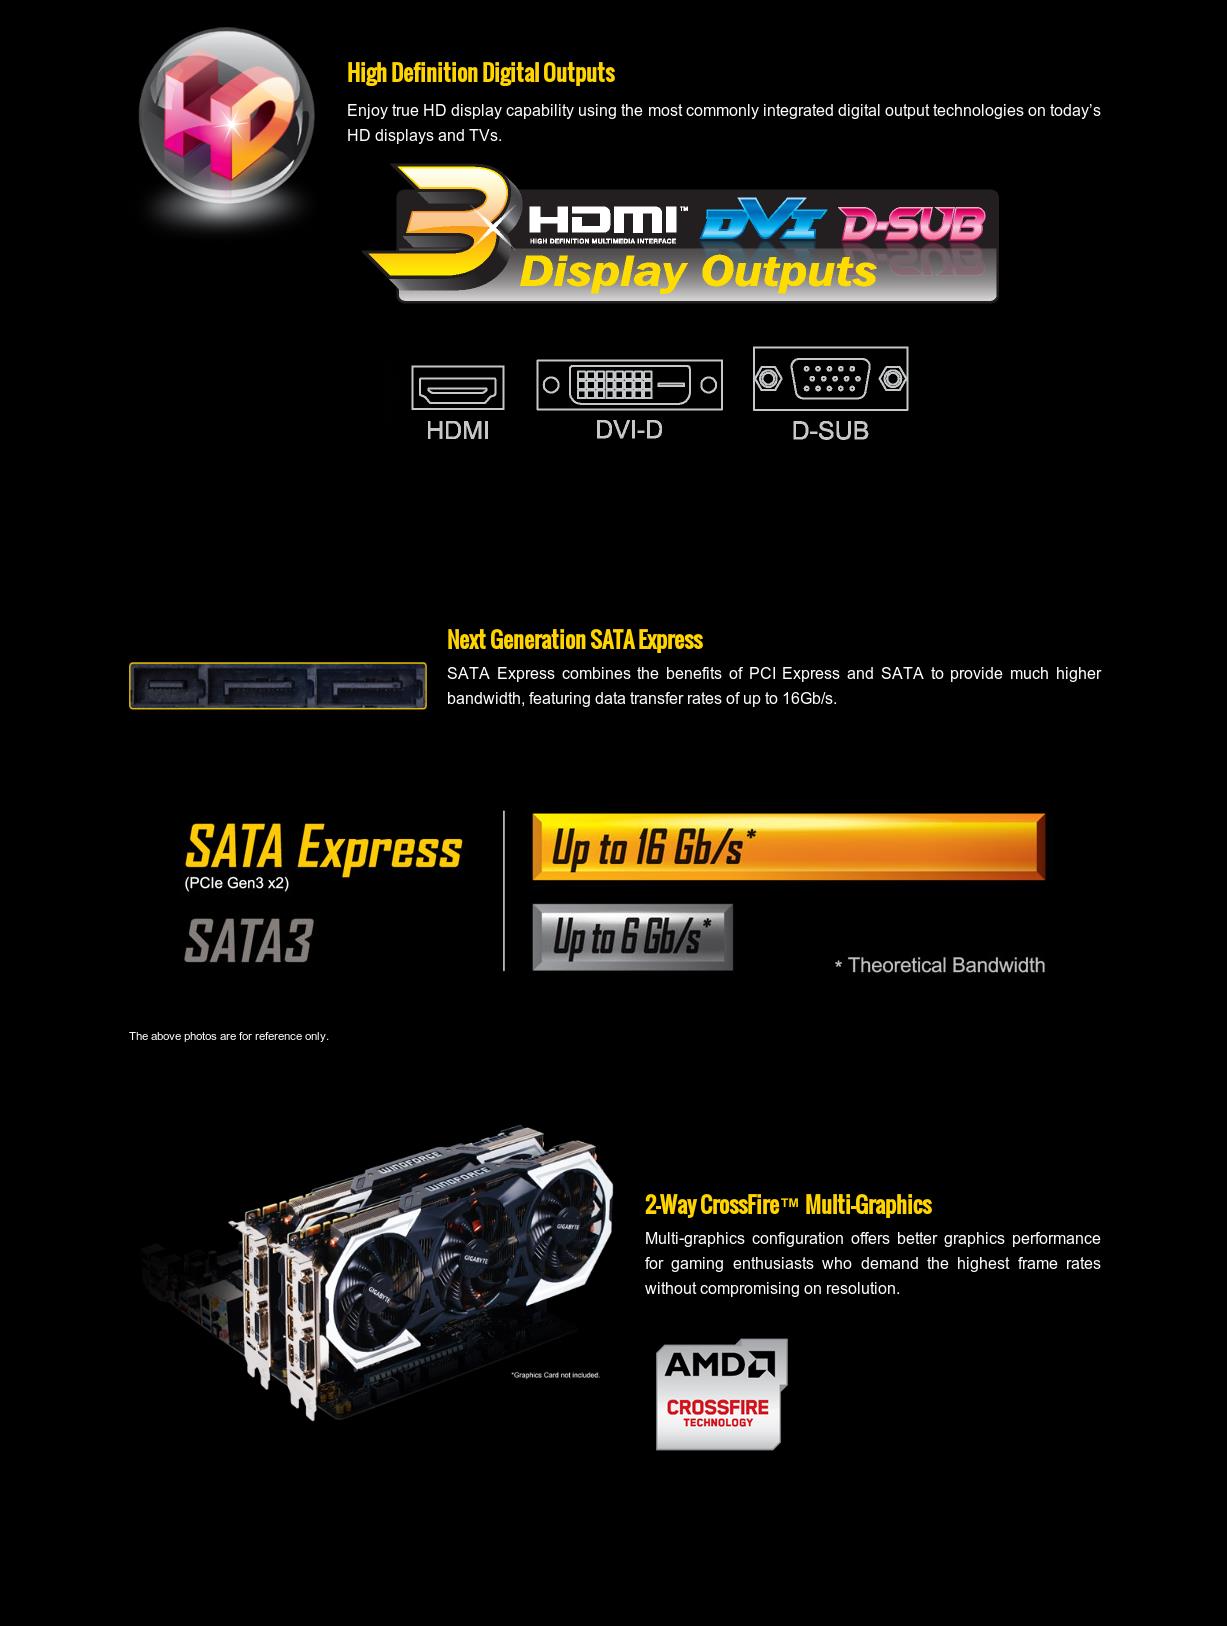 HD
High Definition Digital Outputs
Enjoy true HD display capability using the most commonly integrated digital output technologies on today's
HD displays and TVs.
3 HDMI™ DVI D-SUB
HIGH DEFINITION MULTIMEDIA INTERFACE
Display Outputs
HDMI DVI-D D-SUB
Next Generation SATA Express
SATA Express combines the benefits of PCI Express and SATA to provide much higher
bandwidth, featuring data transfer rates of up to 16Gb/s.
SATA Express
(PCIe Gen3 x2)
Up to 16 Gb/s*
SATA3
Up to 6 Gb/s*
* Theoretical Bandwidth
The above photos are for reference only.
WINDFORCE
WINDFORCE
GIGABYTE
GIGABYTE
GIGABYTE
*Graphics Card not included.
2-Way CrossFire™ Multi-Graphics
Multi-graphics configuration offers better graphics performance
for gaming enthusiasts who demand the highest frame rates
without compromising on resolution.
AMD
CROSSFIRE
TECHNOLOGY